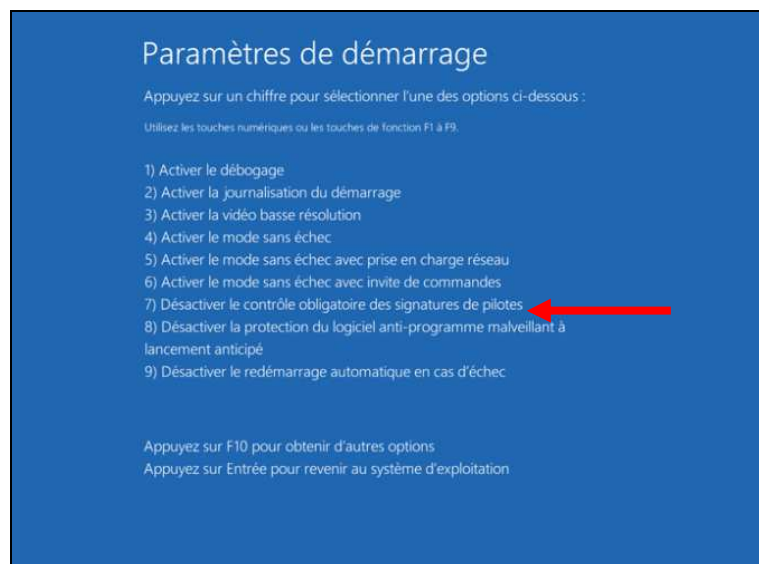 Paramètres de démarrage
Appuyez sur un chiffre pour sélectionner l'une des options ci-dessous :
Utilisez les touches numériques ou les touches de fonction F1 à F9.
1) Activer le débogage
2) Activer la journalisation du démarrage
3) Activer la vidéo basse résolution
4) Activer le mode sans échec
5) Activer le mode sans échec avec prise en charge réseau
6) Activer le mode sans échec avec invite de commandes
7) Désactiver le contrôle obligatoire des signatures de pilotes
8) Désactiver la protection du logiciel anti-programme malveillant à
lancement anticipé
9) Désactiver le redémarrage automatique en cas d'échec
Appuyez sur F10 pour obtenir d'autres options
Appuyez sur Entrée pour revenir au système d'exploitation